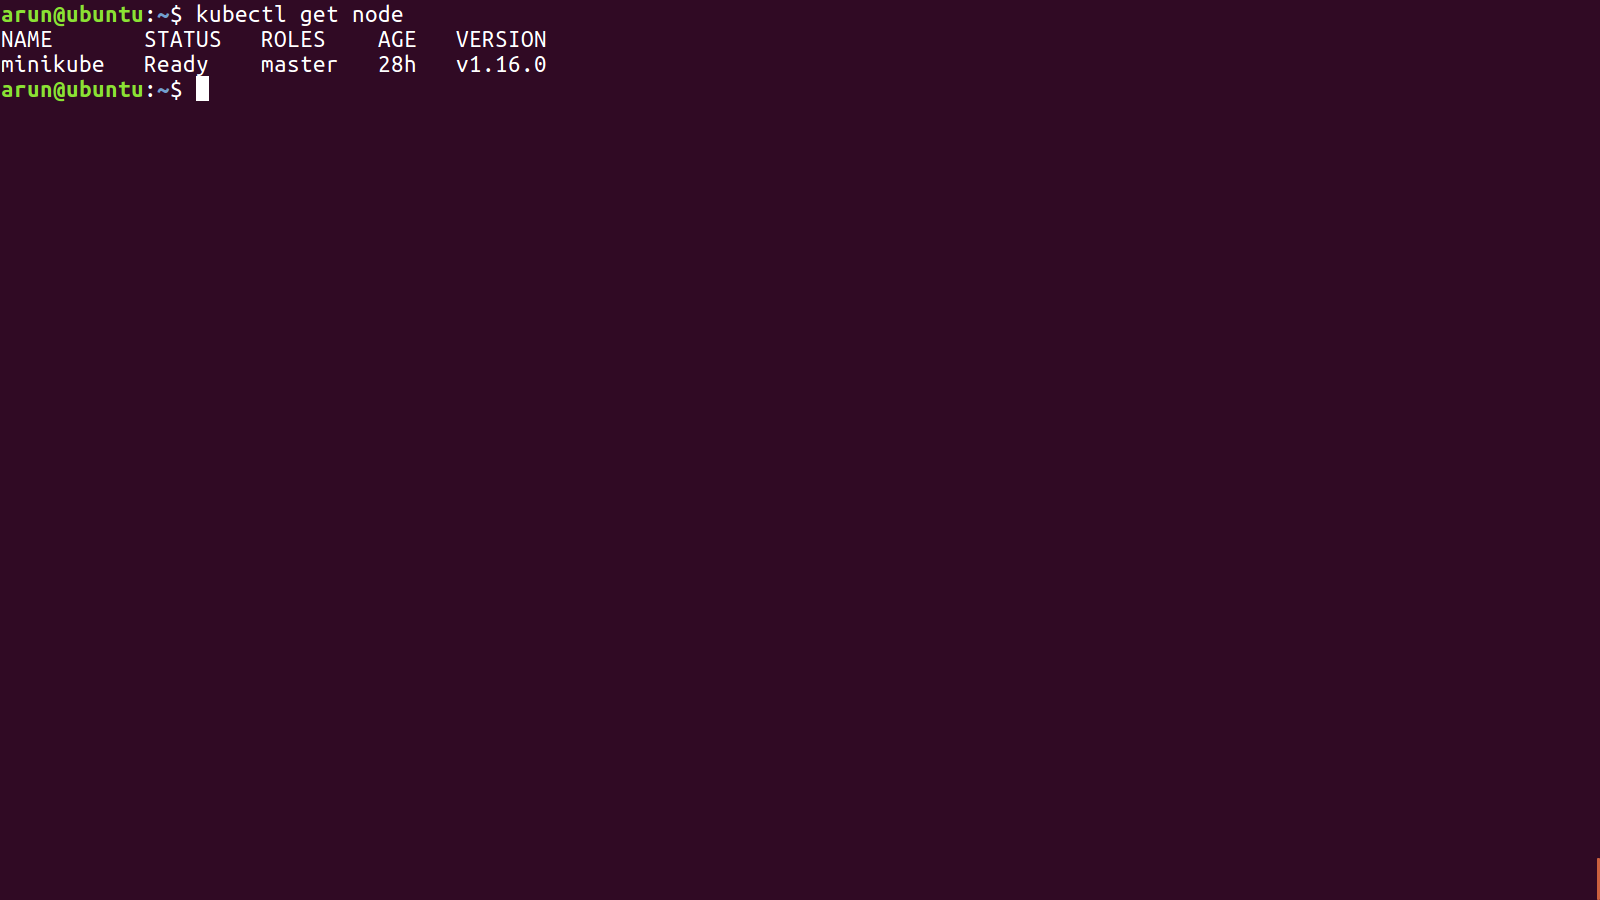 arun@ubuntu:~$ kubectl get node
NAME       STATUS   ROLES    AGE   VERSION
minikube   Ready    master   28h   v1.16.0
arun@ubuntu:~$